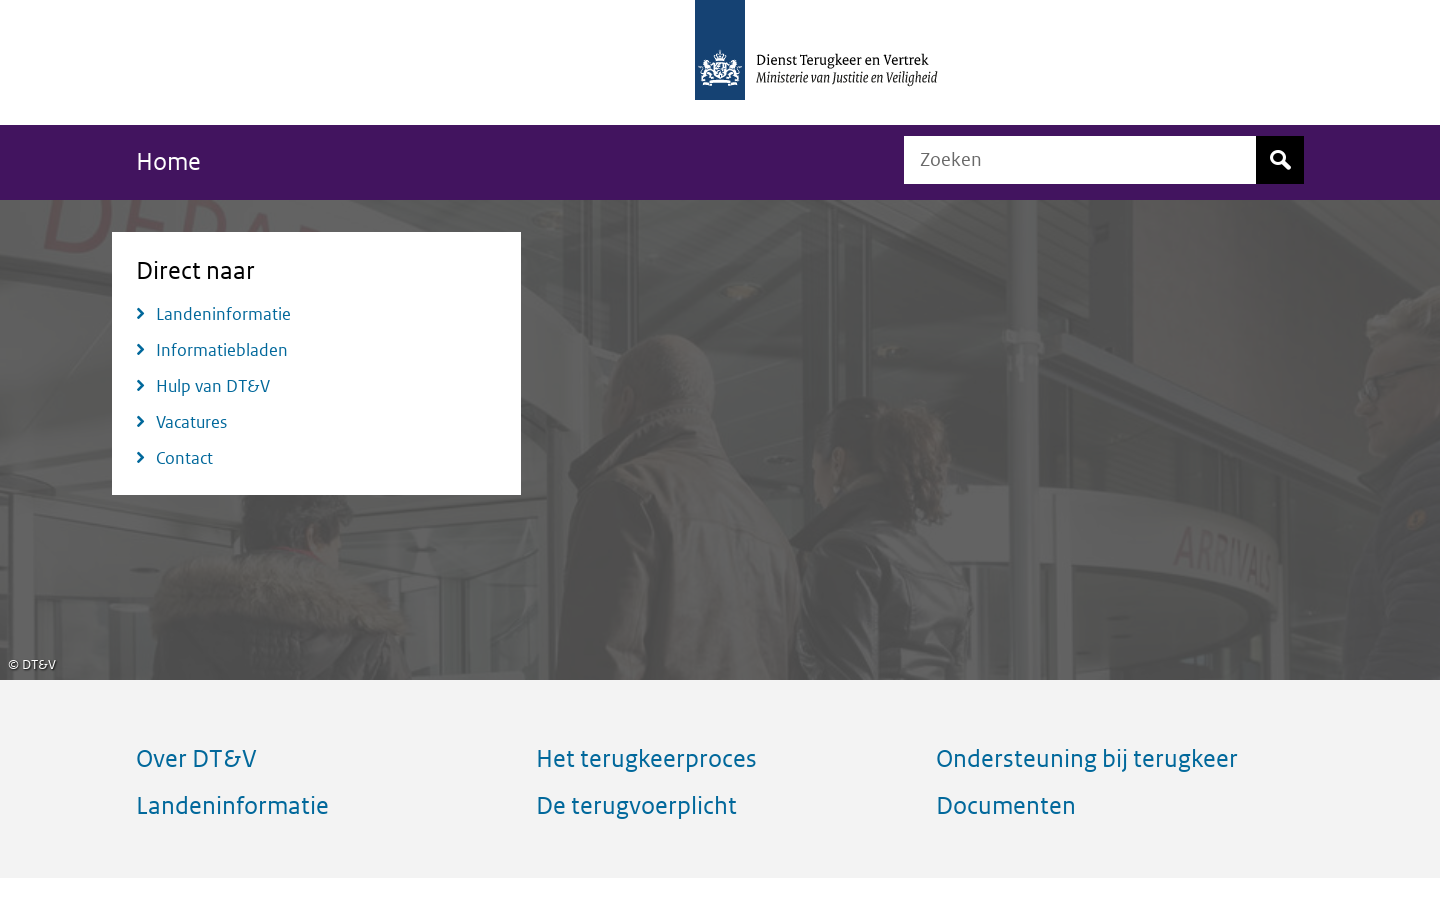 Dienst Terugkeer en Vertrek
Ministerie van Justitie en Veiligheid
Home
Zoeken
Direct naar
Landeninformatie
Informatiebladen
Hulp van DT&V
Vacatures
Contact
ARRIVALS
© DT&V
Over DT&V
Het terugkeerproces
Ondersteuning bij terugkeer
Landeninformatie
De terugvoerplicht
Documenten